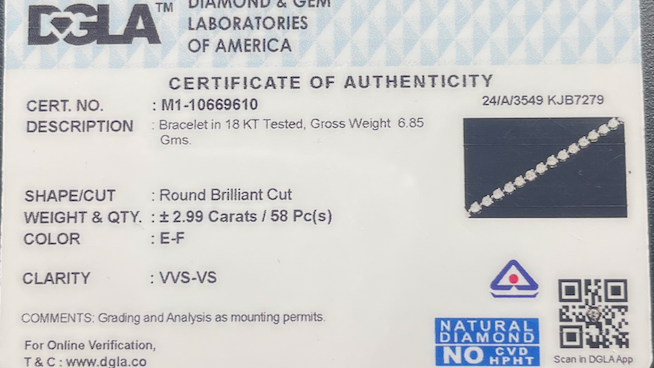 DGLA™ DIAMOND & GEM
LABORATORIES
OF AMERICA
CERTIFICATE OF AUTHENTICITY
24/A/3549 KJB7279
CERT. NO. : M1-10669610
DESCRIPTION : Bracelet in 18 KT Tested, Gross Weight 6.85
Gms.
SHAPE/CUT : Round Brilliant Cut
WEIGHT & QTY. : ± 2.99 Carats / 58 Pc(s)
COLOR : E-F
CLARITY : VVS-VS
COMMENTS: Grading and Analysis as mounting permits.
For Online Verification,
T & C : www.dgla.co
NATURAL
DIAMOND
NO CVD
HPHT
Scan in DGLA App